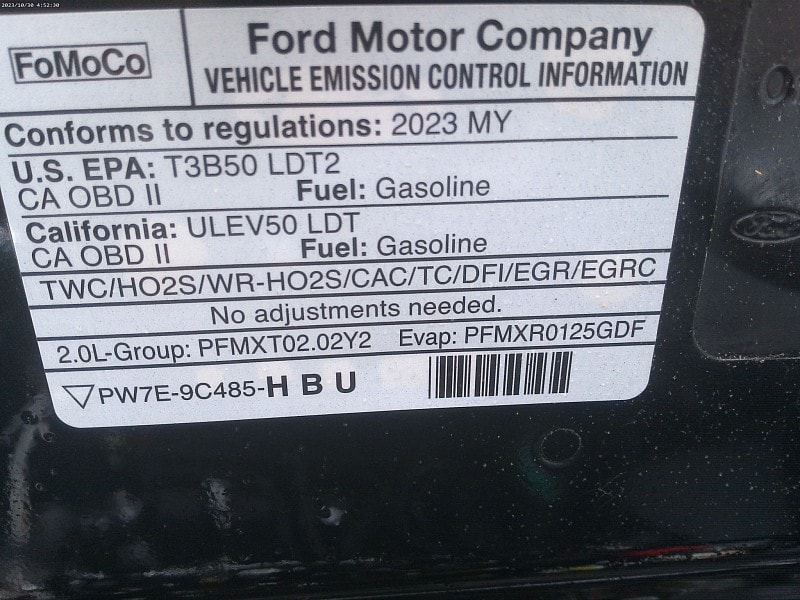 2023/10/30 4:52:30
FoMoCo
Ford Motor Company
VEHICLE EMISSION CONTROL INFORMATION
Conforms to regulations: 2023 MY
U.S. EPA: T3B50 LDT2
CA OBD II Fuel: Gasoline
California: ULEV50 LDT
CA OBD II Fuel: Gasoline
TWC/HO2S/WR-HO2S/CAC/TC/DFI/EGR/EGRC
No adjustments needed.
2.0L-Group: PFMXT02.02Y2 Evap: PFMXR0125GDF
PW7E-9C485-H B U
Ford